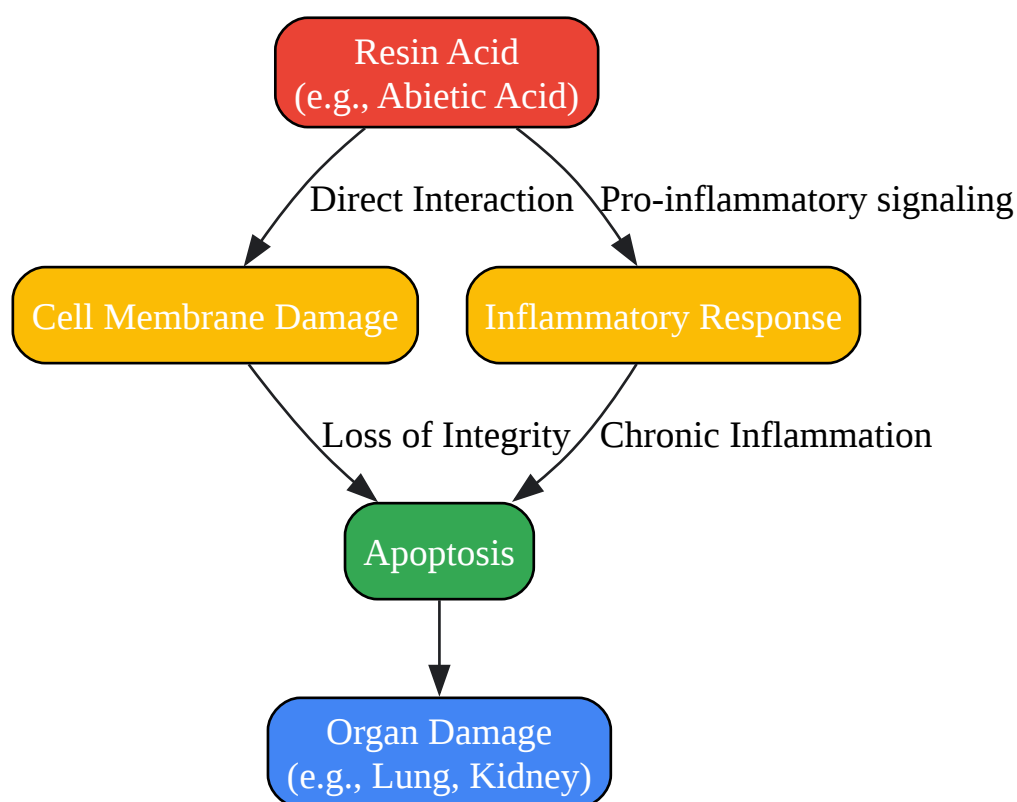 Resin Acid
(e.g., Abietic Acid)
Direct Interaction
Pro-inflammatory signaling
Cell Membrane Damage
Inflammatory Response
Loss of Integrity
Chronic Inflammation
Apoptosis
Organ Damage
(e.g., Lung, Kidney)